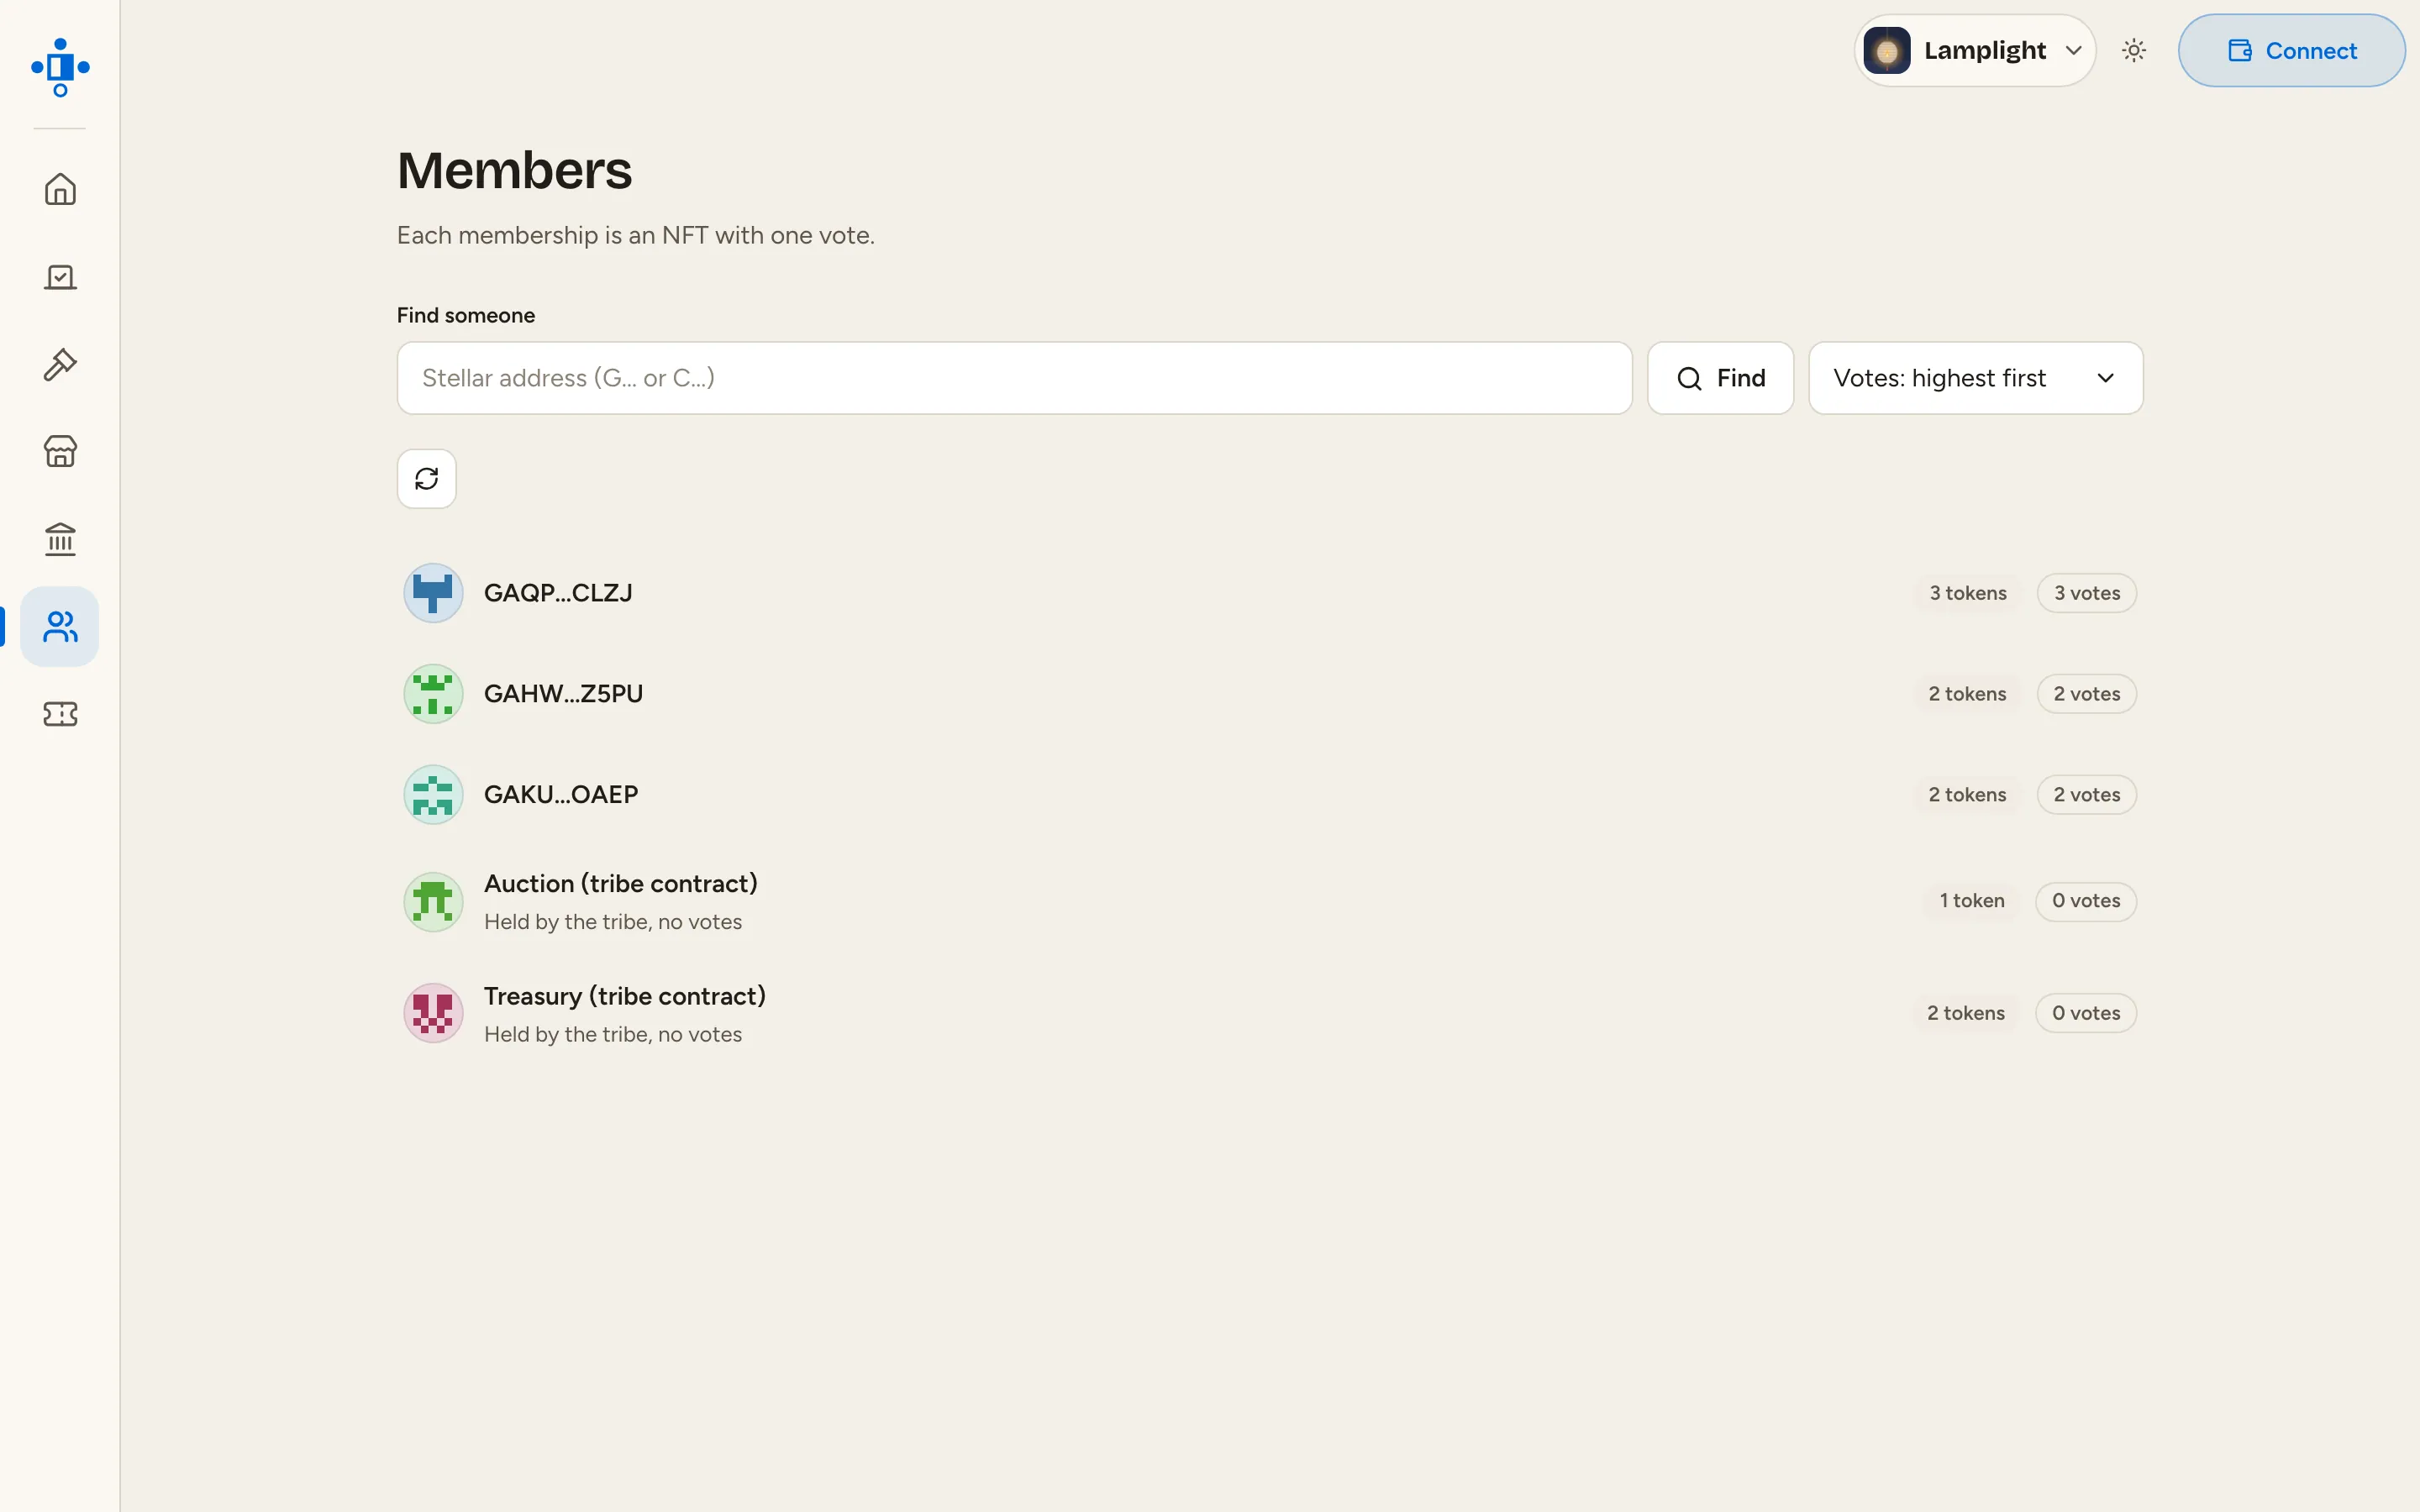 Lamplight
Connect
Members
Each membership is an NFT with one vote.
Find someone
Stellar address (G... or C...)
Find
Votes: highest first
GAQP...CLZJ
3 tokens
3 votes
GAHW...Z5PU
2 tokens
2 votes
GAKU...OAEP
2 tokens
2 votes
Auction (tribe contract)
Held by the tribe, no votes
1 token
0 votes
Treasury (tribe contract)
Held by the tribe, no votes
2 tokens
0 votes